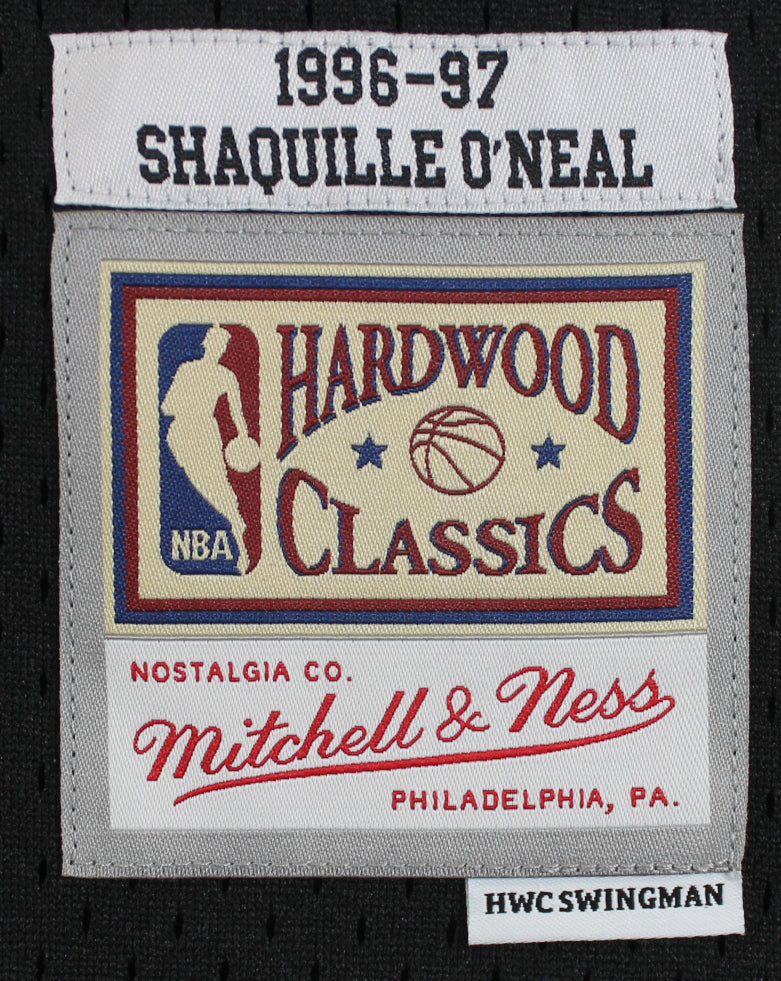 1996-97
SHAQUILLE O'NEAL
HARDWOOD
NBA
CLASSICS
NOSTALGIA CO.
Mitchell & Ness
PHILADELPHIA, PA.
HWC SWINGMAN